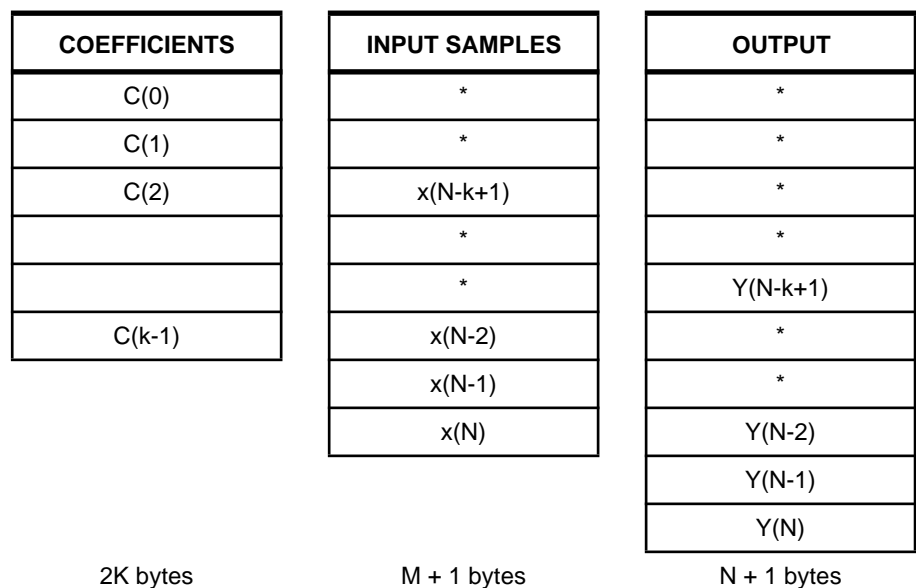 COEFFICIENTS INPUT SAMPLES OUTPUT
C(0) * *
C(1) * *
C(2) x(N-k+1) *
* *
* Y(N-k+1)
C(k-1) x(N-2) *
x(N-1) *
x(N) Y(N-2)
Y(N-1)
Y(N)
2K bytes M + 1 bytes N + 1 bytes